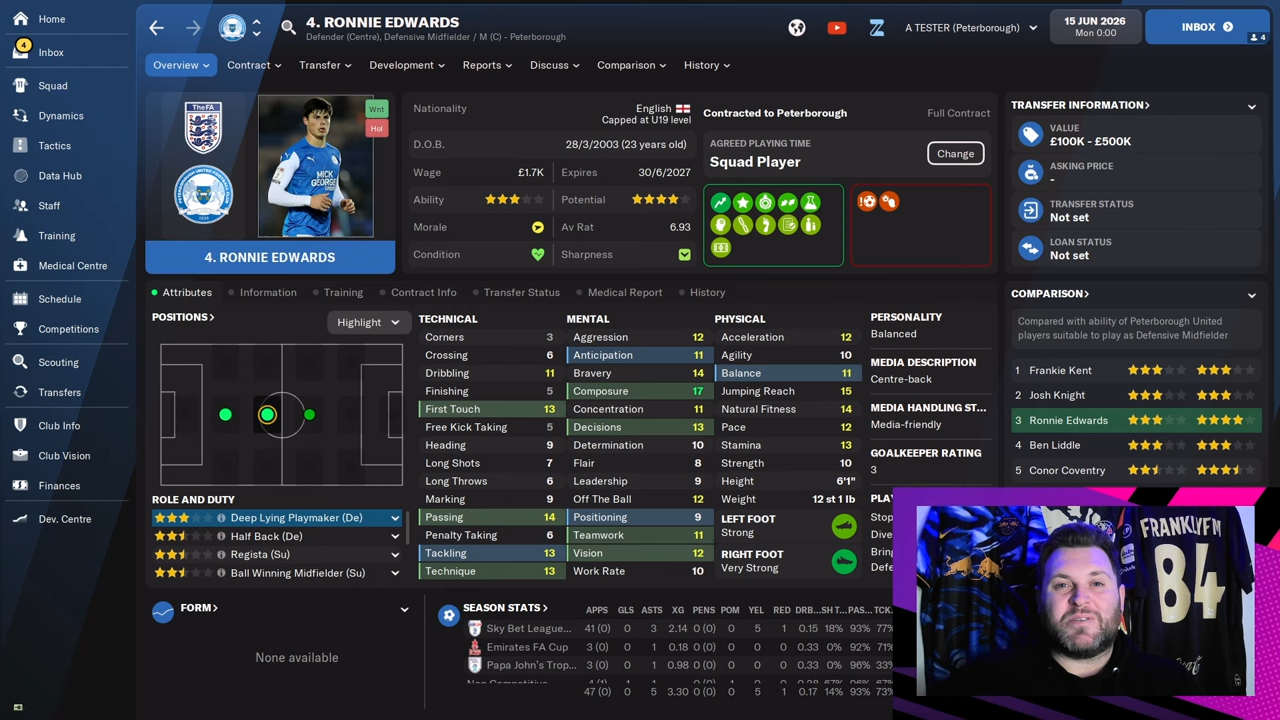 Home
4
Inbox
Squad
Dynamics
Tactics
Data Hub
Staff
Training
Medical Centre
Schedule
Competitions
Scouting
Transfers
Club Info
Club Vision
Finances
Dev. Centre
4. RONNIE EDWARDS
Defender (Centre), Defensive Midfielder / M (C) - Peterborough
A TESTER (Peterborough)
15 JUN 2026
Mon 0:00
INBOX
4
Overview
Contract
Transfer
Development
Reports
Discuss
Comparison
History
TheFA
Wnt
Hol
MICK
GEORGE
4. RONNIE EDWARDS
Nationality
English
Capped at U19 level
D.O.B.
28/3/2003 (23 years old)
Wage
£1.7K
Expires
30/6/2027
Ability
Potential
Morale
Av Rat
6.93
Condition
Sharpness
Contracted to Peterborough
Full Contract
AGREED PLAYING TIME
Squad Player
Change
TRANSFER INFORMATION>
VALUE
£100K - £500K
ASKING PRICE
-
TRANSFER STATUS
Not set
LOAN STATUS
Not set
Attributes
Information
Training
Contract Info
Transfer Status
Medical Report
History
POSITIONS>
Highlight
ROLE AND DUTY
Deep Lying Playmaker (De)
Half Back (De)
Regista (Su)
Ball Winning Midfielder (Su)
TECHNICAL
Corners 3
Crossing 6
Dribbling 11
Finishing 5
First Touch 13
Free Kick Taking 5
Heading 9
Long Shots 7
Long Throws 6
Marking 9
Passing 14
Penalty Taking 6
Tackling 13
Technique 13
MENTAL
Aggression 12
Anticipation 11
Bravery 14
Composure 17
Concentration 11
Decisions 13
Determination 10
Flair 8
Leadership 9
Off The Ball 12
Positioning 9
Teamwork 11
Vision 12
Work Rate 10
PHYSICAL
Acceleration 12
Agility 10
Balance 11
Jumping Reach 15
Natural Fitness 14
Pace 12
Stamina 13
Strength 10
Height 6'1"
Weight 12 st 1 lb
LEFT FOOT
Strong
RIGHT FOOT
Very Strong
PERSONALITY
Balanced
MEDIA DESCRIPTION
Centre-back
MEDIA HANDLING ST...
Media-friendly
GOALKEEPER RATING
3
PLAY
Stop
Dive
Bring
Defe
COMPARISON>
Compared with ability of Peterborough United
players suitable to play as Defensive Midfielder
1 Frankie Kent
2 Josh Knight
3 Ronnie Edwards
4 Ben Liddle
5 Conor Coventry
FORM>
None available
SEASON STATS>
APPS GLS ASTS XG PENS POM YEL RED DRB... SH T... PAS... TCK.
Sky Bet League... 41 (0) 0 3 2.14 0 (0) 0 5 1 0.15 18% 93% 77%
Emirates FA Cup 3 (0) 0 1 0.18 0 (0) 0 0 0 0.33 0% 92% 71%
Papa John's Trop... 3 (0) 0 1 0.98 0 (0) 0 0 0 0.33 0% 96% 33%
47 (0) 0 5 3.30 0 (0) 0 5 1 0.17 14% 93% 73%
FRANKLYFM
84